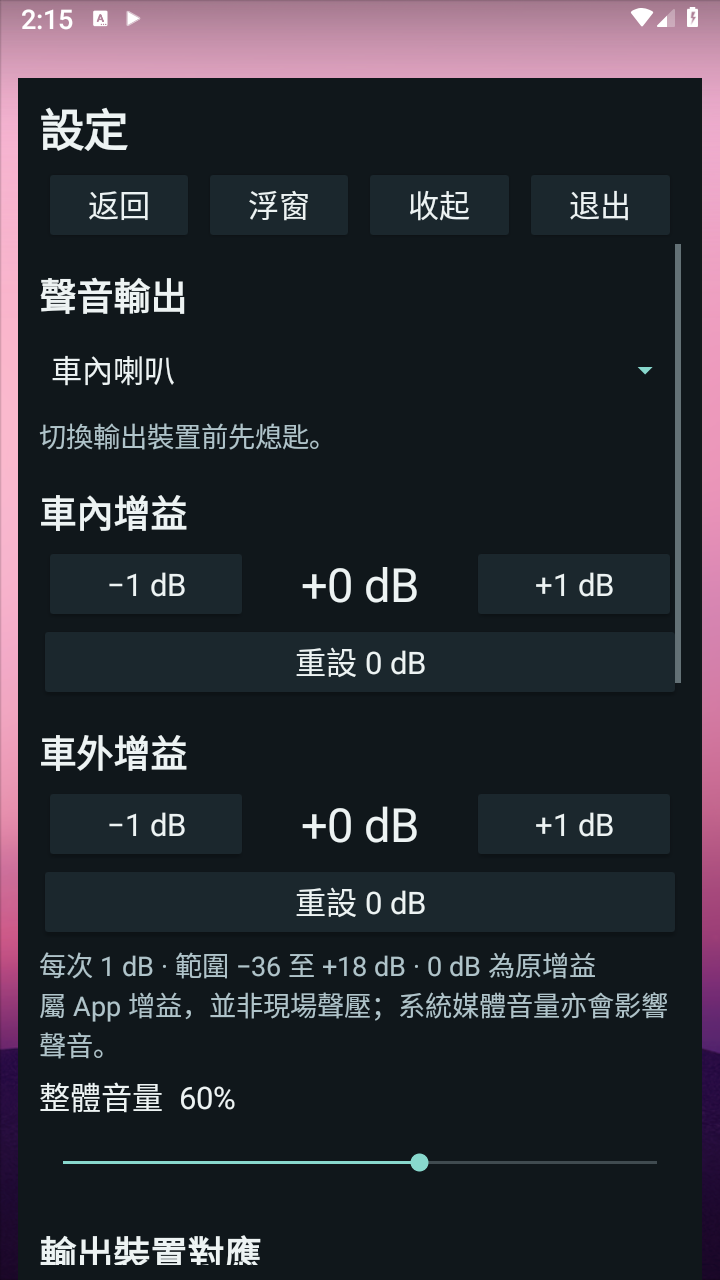 2:15
設定
返回 浮窗 收起 退出
聲音輸出
車內喇叭
切換輸出裝置前先熄匙。
車內增益
−1 dB +0 dB +1 dB
重設 0 dB
車外增益
−1 dB +0 dB +1 dB
重設 0 dB
每次 1 dB · 範圍 −36 至 +18 dB · 0 dB 為原增益
屬 App 增益，並非現場聲壓；系統媒體音量亦會影響
聲音。
整體音量 60%
輸出裝置對應